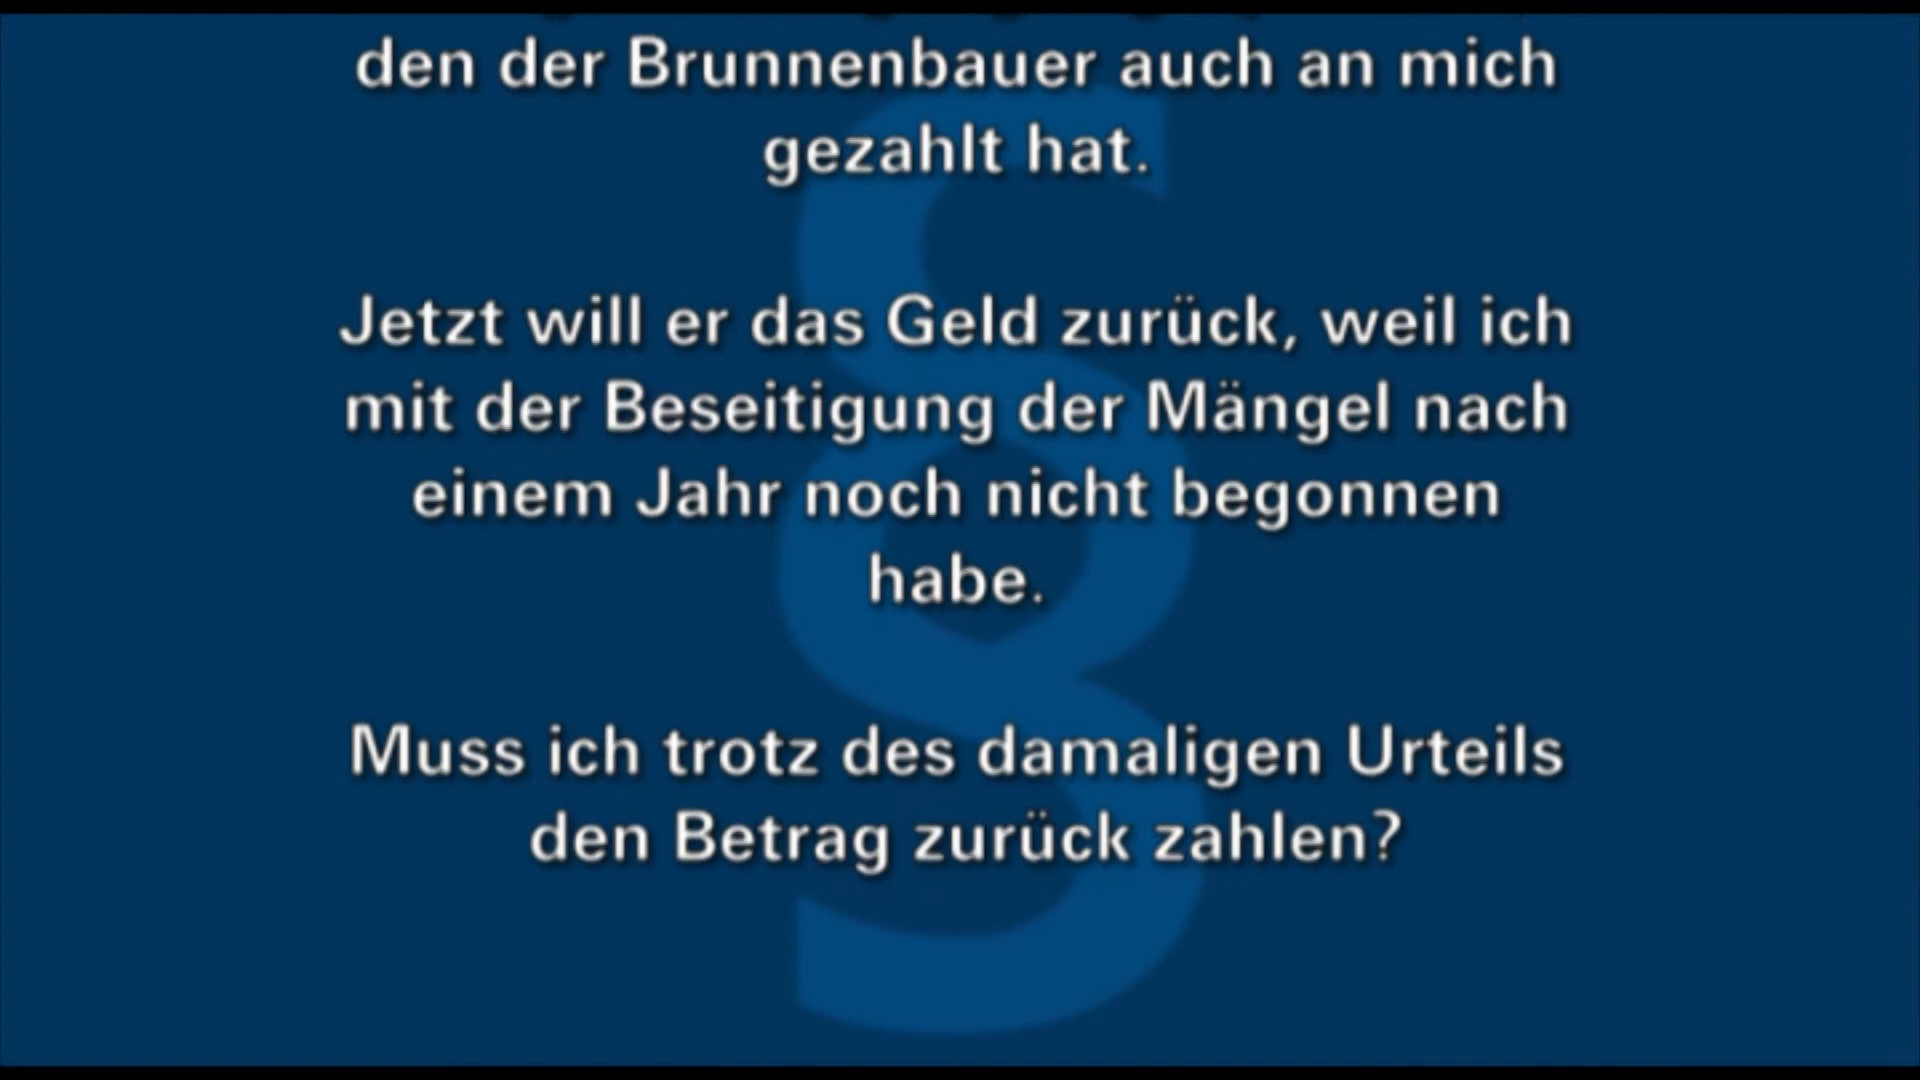 den der Brunnenbauer auch an mich
gezahlt hat.
Jetzt will er das Geld zurück, weil ich
mit der Beseitigung der Mängel nach
einem Jahr noch nicht begonnen
habe.
Muss ich trotz des damaligen Urteils
den Betrag zurück zahlen?